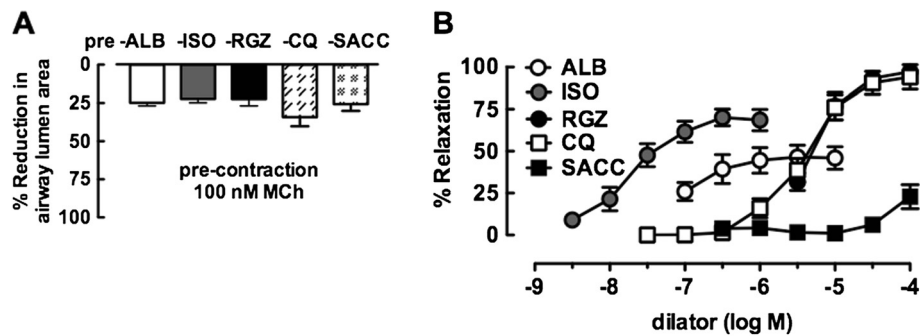 A
pre -ALB -ISO -RGZ -CQ -SACC
0
25
50
75
100
% Reduction in
airway lumen area
pre-contraction
100 nM MCh
B
ALB
ISO
RGZ
CQ
SACC
100
75
50
25
0
% Relaxation
-9 -8 -7 -6 -5 -4
dilator (log M)